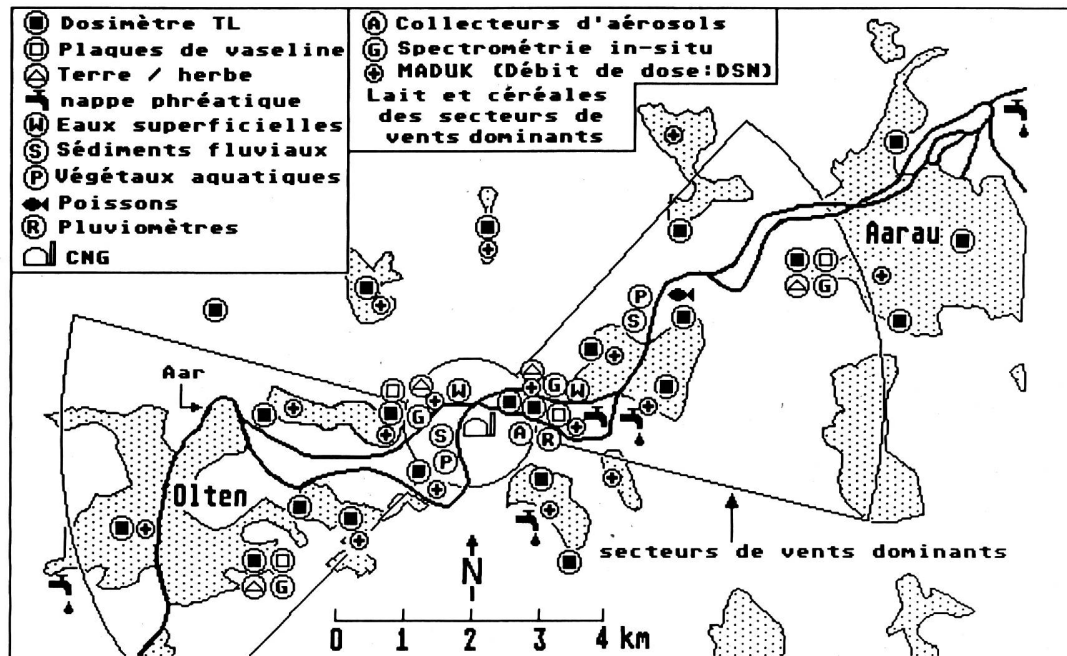 Dosimètre TL
Plaques de vaseline
Terre / herbe
nappe phréatique
W Eaux superficielles
S Sédiments fluviaux
P Végétaux aquatiques
Poissons
R Pluviomètres
CNG
A Collecteurs d'aérosols
G Spectrométrie in-situ
MADUK (Débit de dose:DSN)
Lait et céréales
des secteurs de
vents dominants
Aarau
G
P
S
Aar
W
G
W
G
S
A
R
P
Olten
secteurs de vents dominants
G
N
0 1 2 3 4 km